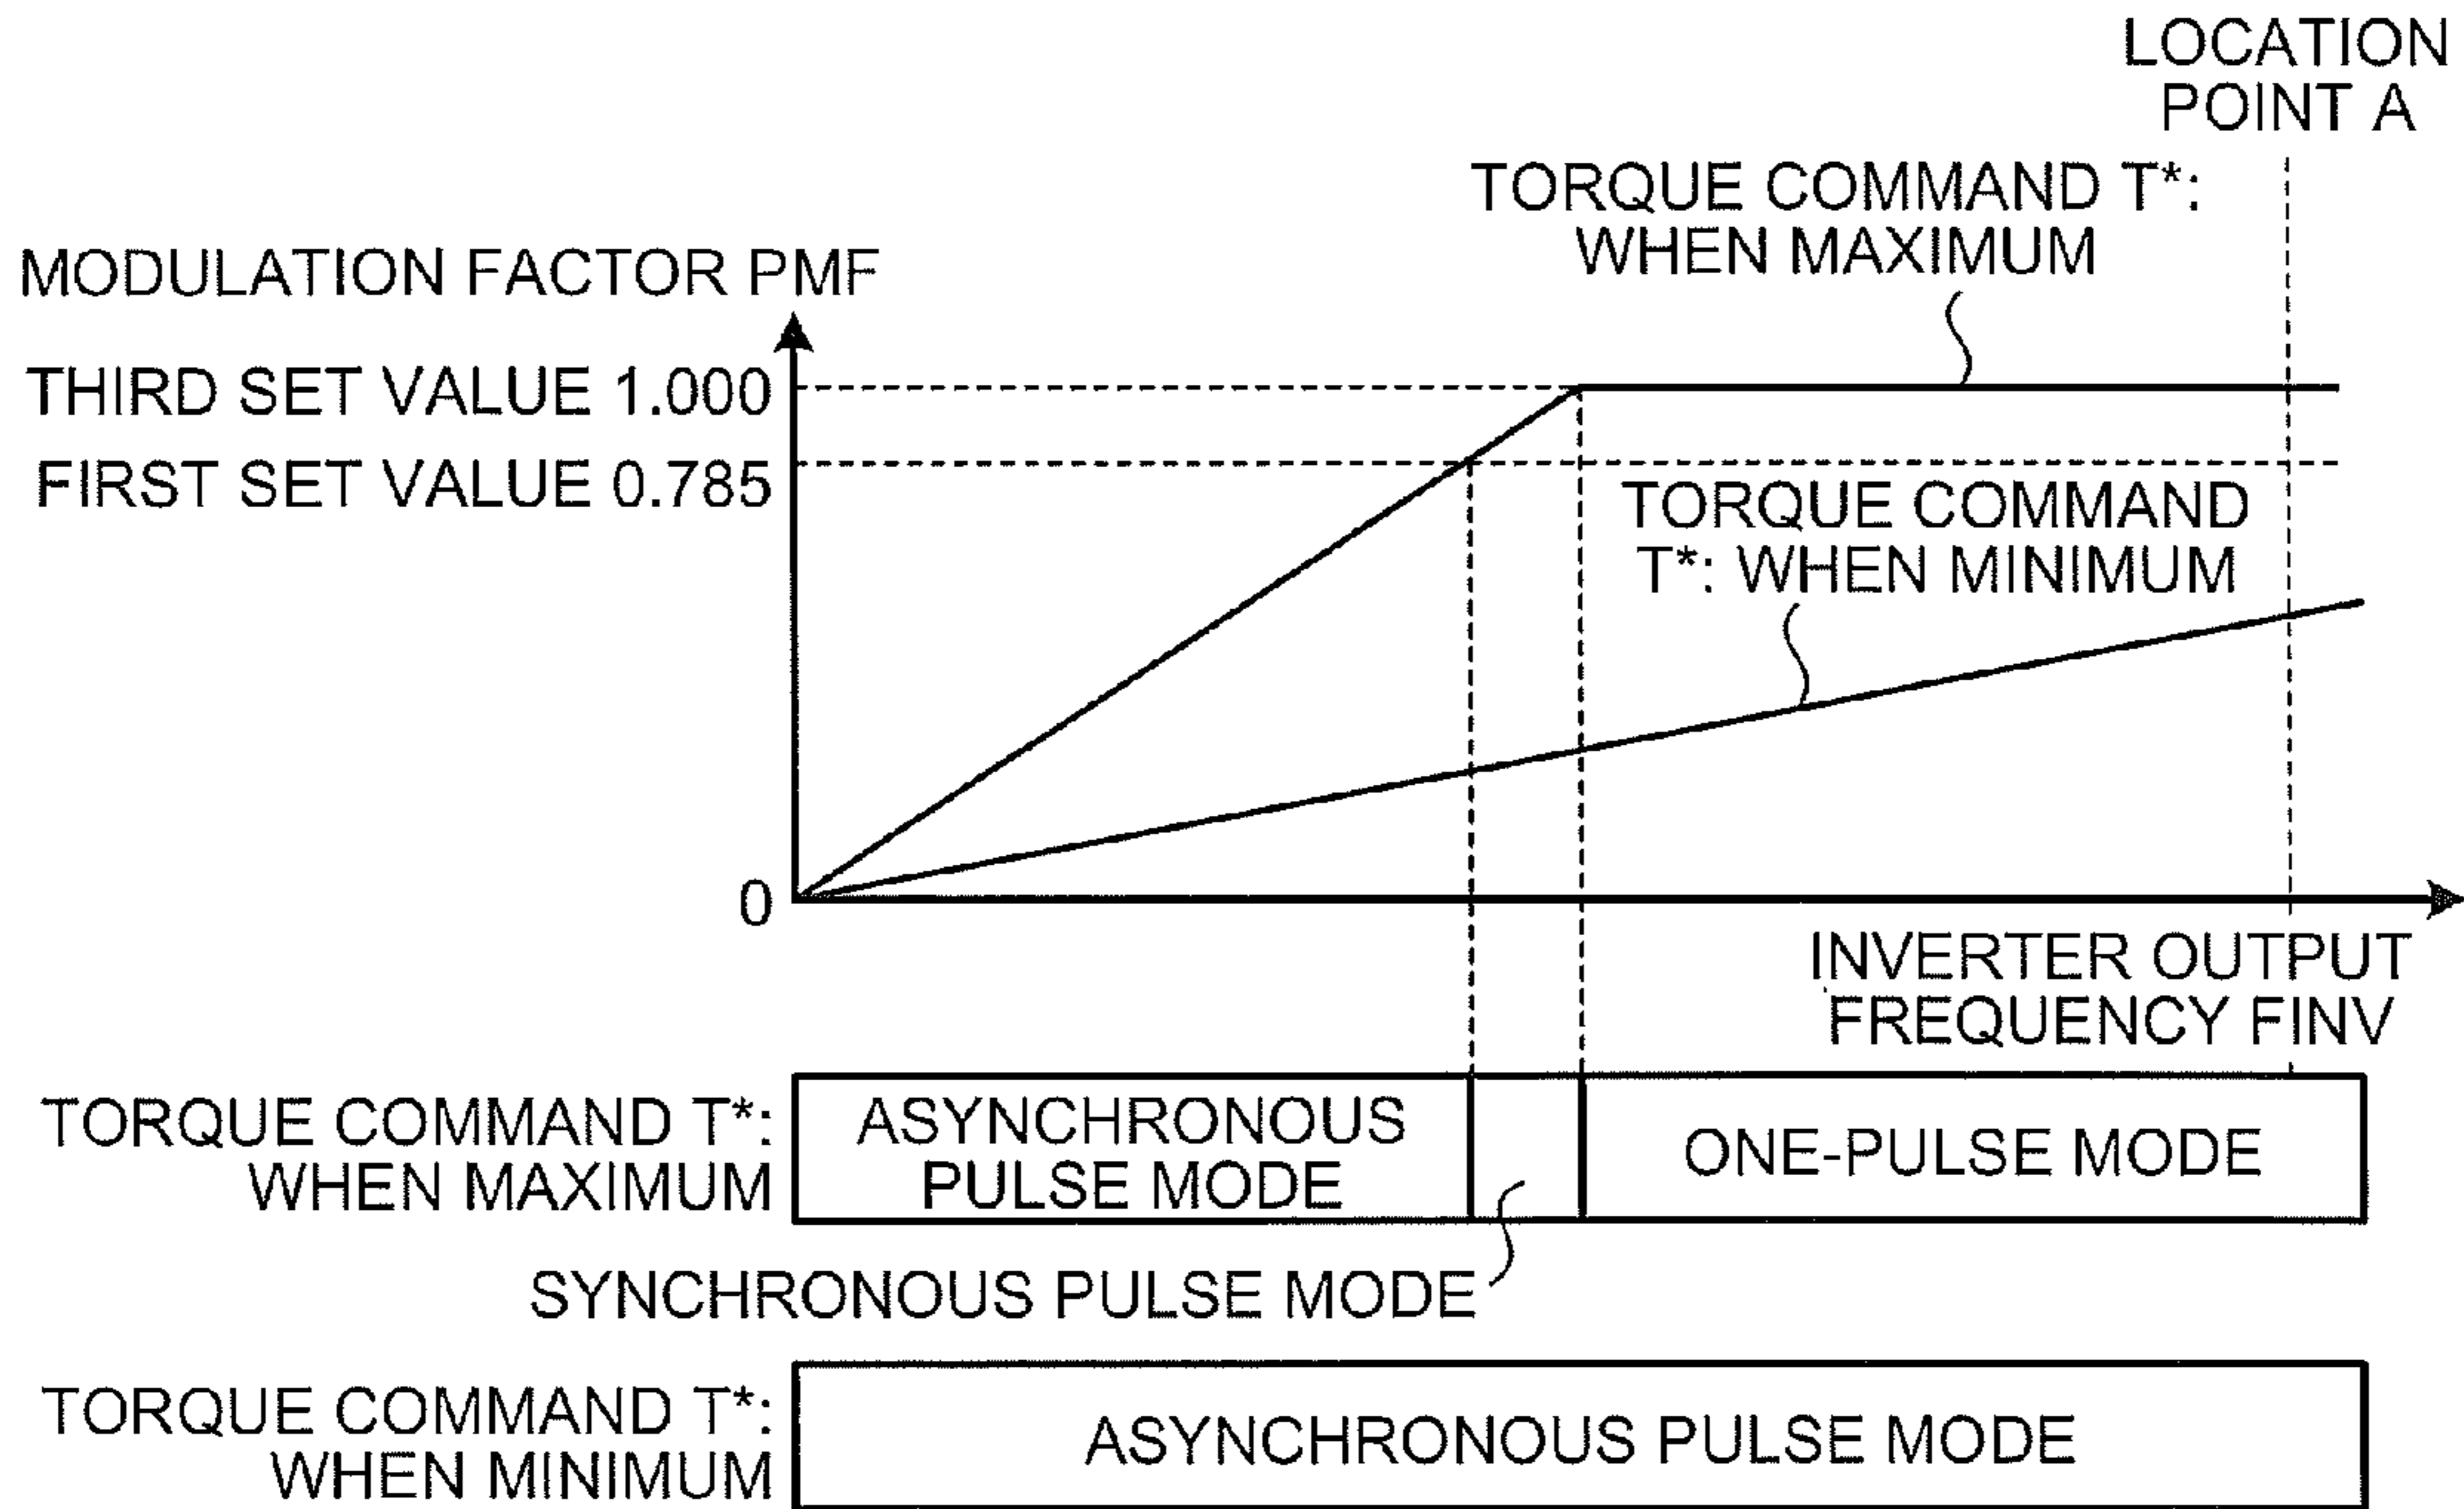 LOCATION
POINT A
TORQUE COMMAND T*:
WHEN MAXIMUM
MODULATION FACTOR PMF
THIRD SET VALUE 1.000
FIRST SET VALUE 0.785
TORQUE COMMAND
T*: WHEN MINIMUM
0
INVERTER OUTPUT
FREQUENCY FINV
TORQUE COMMAND T*:
WHEN MAXIMUM
ASYNCHRONOUS
PULSE MODE
ONE-PULSE MODE
SYNCHRONOUS PULSE MODE
TORQUE COMMAND T*:
WHEN MINIMUM
ASYNCHRONOUS PULSE MODE